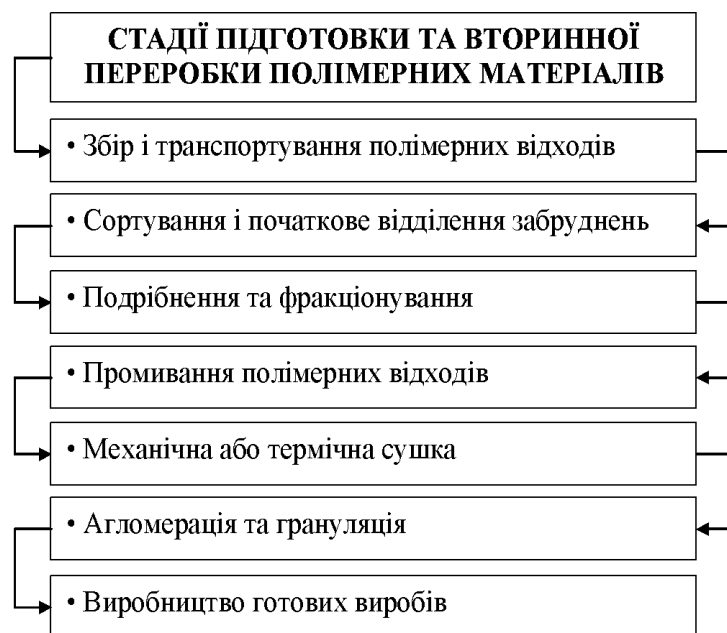 СТАДІЇ ПІДГОТОВКИ ТА ВТОРИННОЇ
ПЕРЕРОБКИ ПОЛІМЕРНИХ МАТЕРІАЛІВ
• Збір і транспортування полімерних відходів
• Сортування і початкове відділення забруднень
• Подрібнення та фракціонування
• Промивання полімерних відходів
• Механічна або термічна сушка
• Агломерація та грануляція
• Виробництво готових виробів